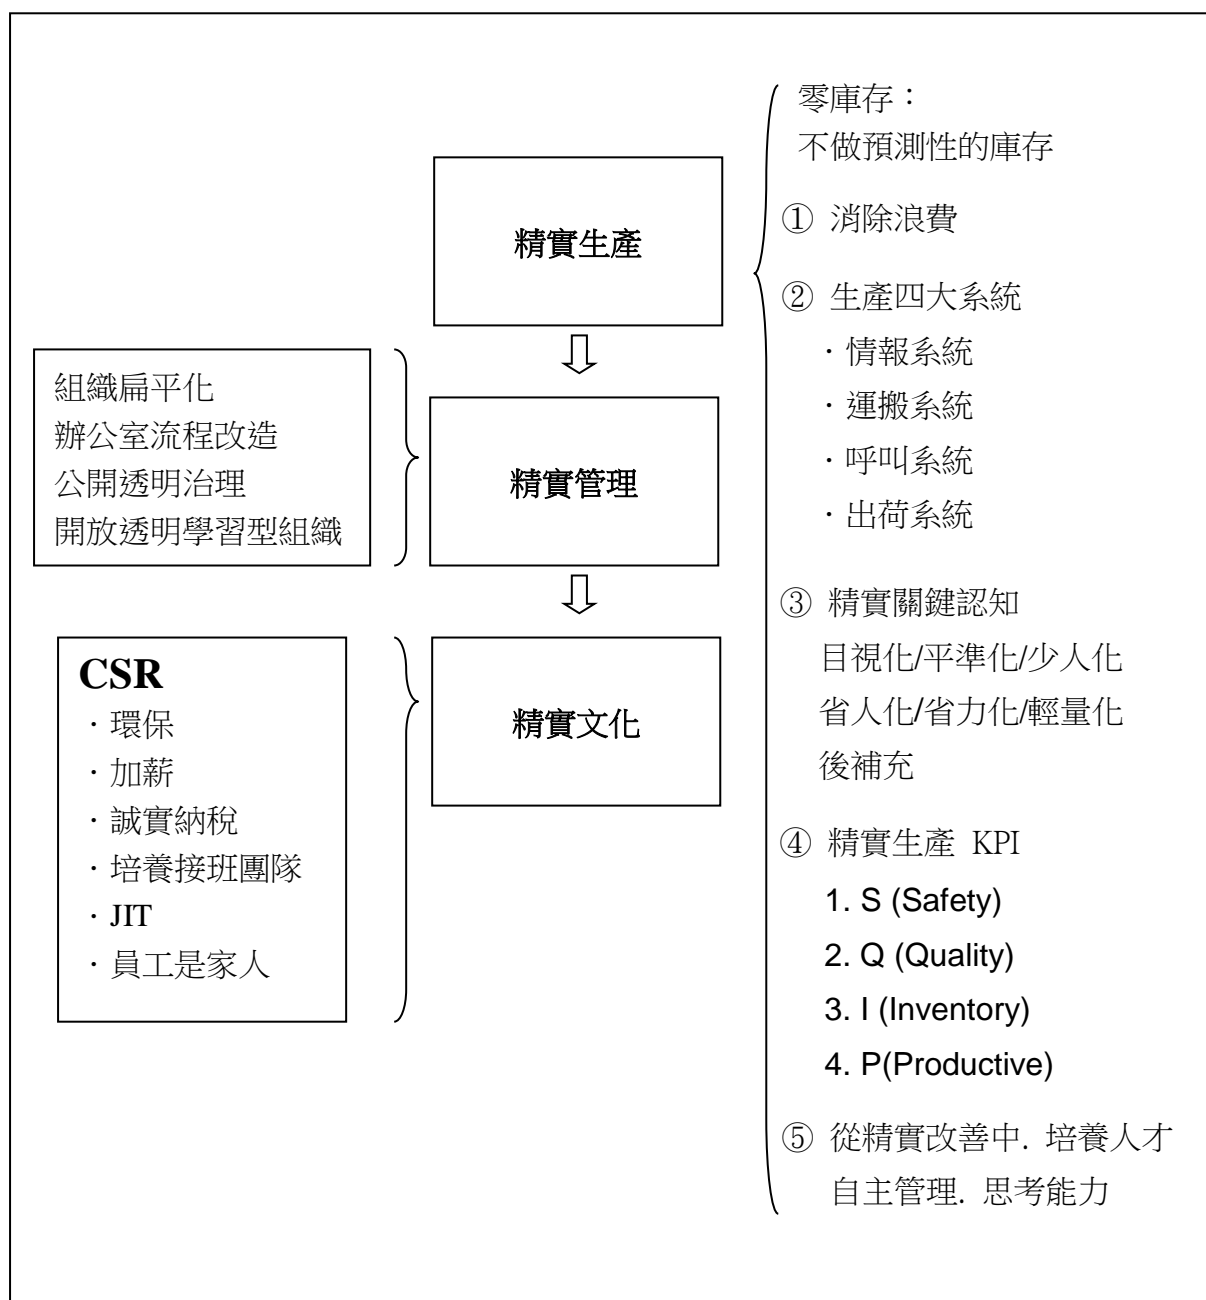 零庫存：
不做預測性的庫存
精實生產
① 消除浪費
② 生產四大系統
．情報系統
．運搬系統
．呼叫系統
．出荷系統
組織扁平化
辦公室流程改造
公開透明治理
開放透明學習型組織
精實管理
③ 精實關鍵認知
目視化/平準化/少人化
省人化/省力化/輕量化
後補充
CSR
．環保
．加薪
．誠實納稅
．培養接班團隊
．JIT
．員工是家人
精實文化
④ 精實生產 KPI
1. S (Safety)
2. Q (Quality)
3. I (Inventory)
4. P(Productive)
⑤ 從精實改善中. 培養人才
自主管理. 思考能力